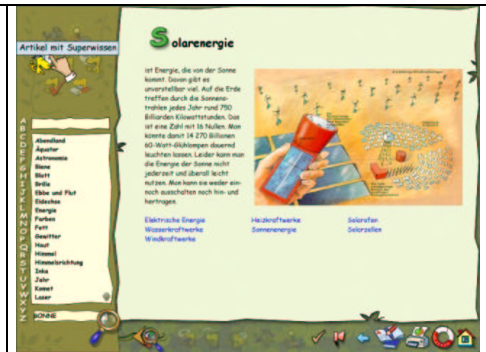 Artikel mit Superwissen
Solarenergie
ist Energie, die von der Sonne
kommt. Davon gibt es
unvorstellbar viel. Auf die Erde
treffen durch die Sonnens-
trahlen jedes Jahr rund 750
Billiarden Kilowattstunden. Das
ist eine Zahl mit 16 Nullen. Man
könnte damit 14 270 Billionen
60-Watt-Glühlampen dauernd
leuchten lassen. Leider kann man
die Energie der Sonne nicht
jederzeit und überall leicht
nutzen. Man kann sie weder ein-
noch ausschalten noch hin- und
hertragen.
Elektrische Energie
Heizkraftwerke
Solarofen
Wasserkraftwerke
Sonnenenergie
Solarzellen
Windkraftwerke
A
B
C
D
E
F
G
H
I
J
K
L
M
N
O
P
Q
R
S
T
U
V
W
X
Y
Z
Abendland
Äquator
Astronomie
Biene
Blatt
Brille
Ebbe und Flut
Eidechse
Energie
Farben
Fett
Gewitter
Haut
Himmel
Himmelsrichtung
Inka
Jahr
Komet
Laser
SONNE